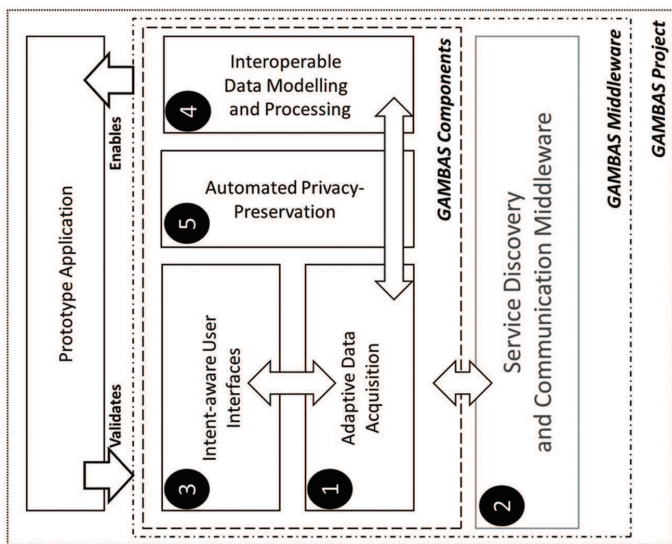 Prototype Application
Validates
Enables
3
Intent-aware User
Interfaces
5
Automated Privacy-
Preservation
4
Interoperable
Data Modelling
and Processing
1
Adaptive Data
Acquisition
GAMBAS Components
2
Service Discovery
and Communication Middleware
GAMBAS Middleware
GAMBAS Project